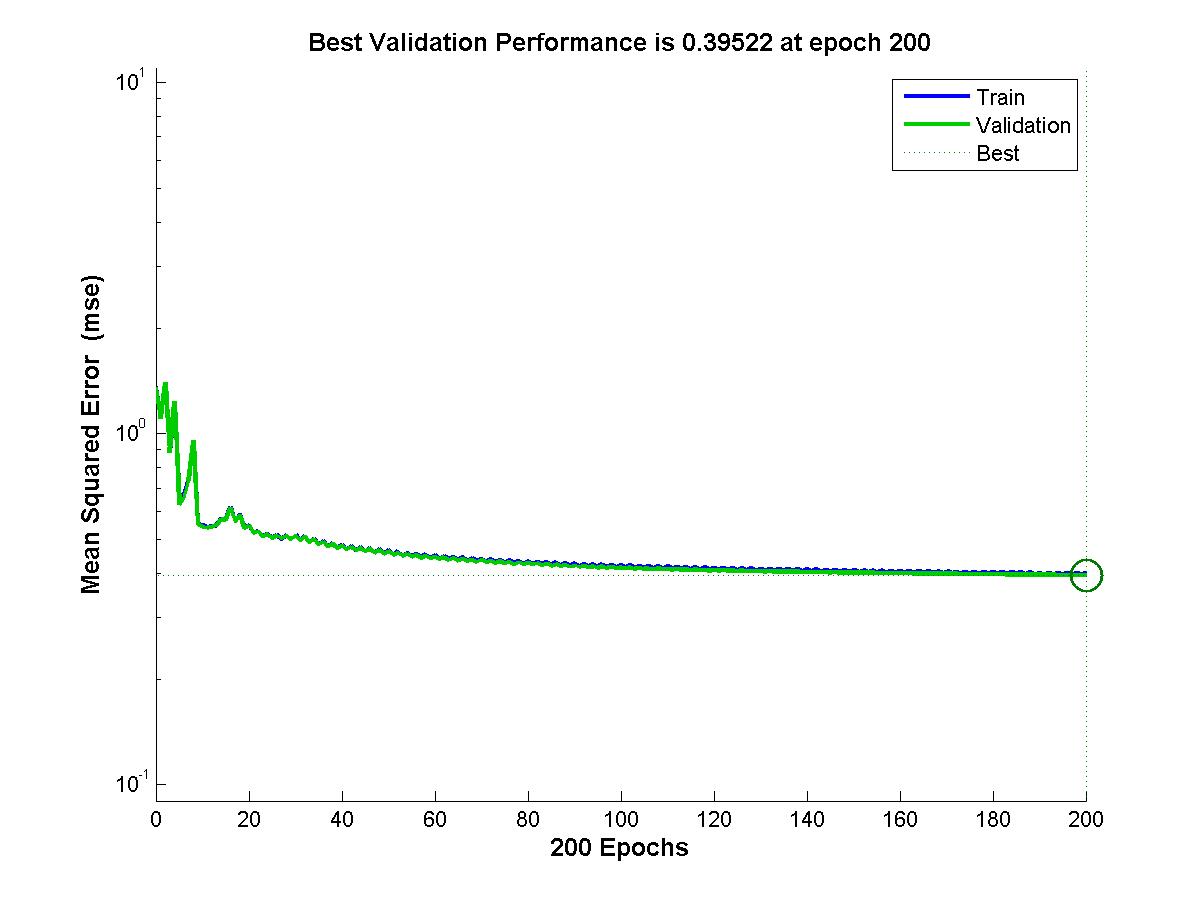 Best Validation Performance is 0.39522 at epoch 200
Train
Validation
Best
Mean Squared Error (mse)
10^1
10^0
10^-1
0 20 40 60 80 100 120 140 160 180 200
200 Epochs